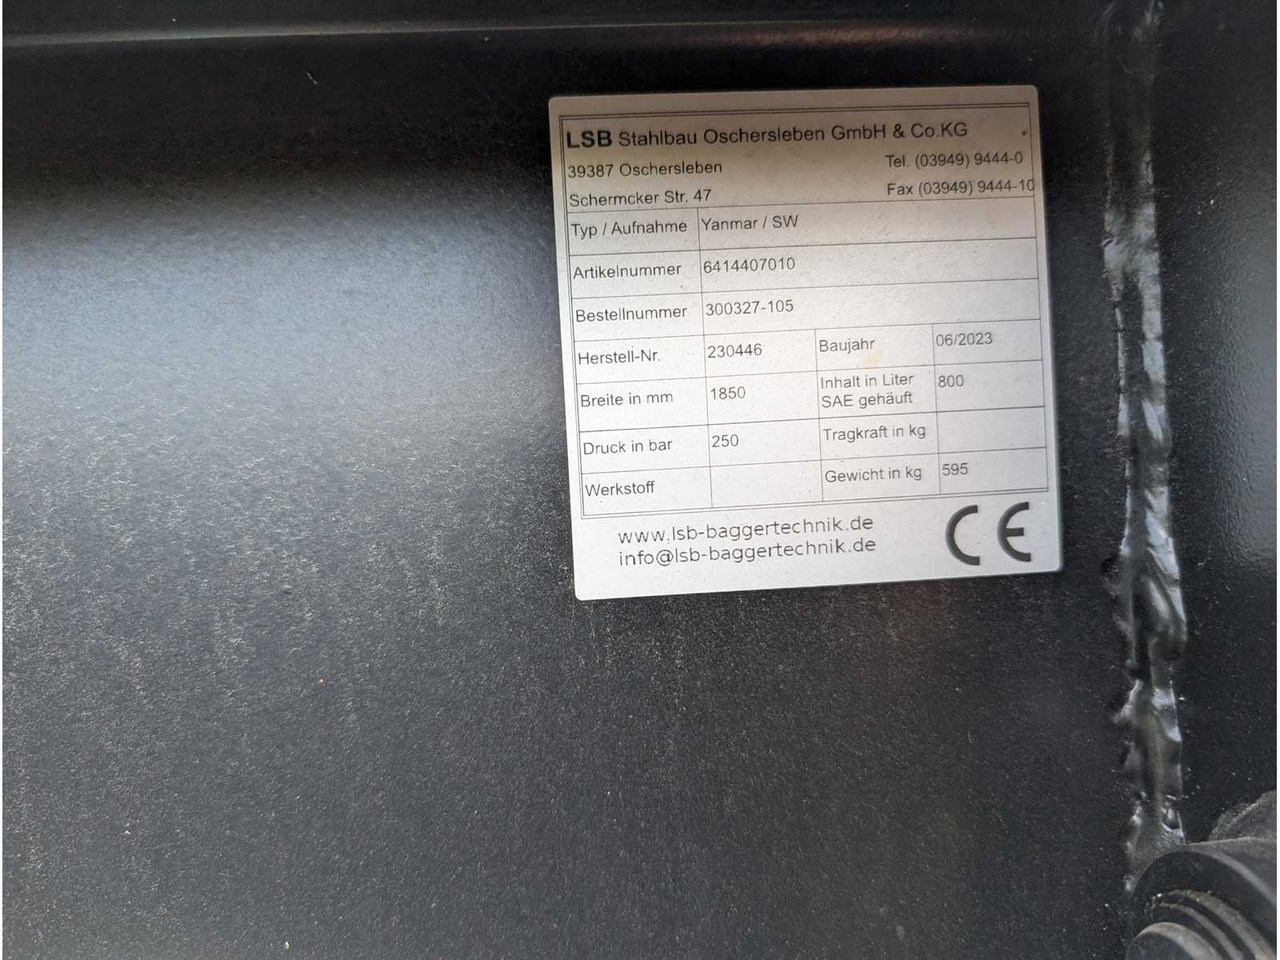 LSB Stahlbau Oschersleben GmbH & Co.KG
39387 Oschersleben Tel. (03949) 9444-0
Schermcker Str. 47 Fax (03949) 9444-10
Typ / Aufnahme Yanmar / SW
Artikelnummer 6414407010
Bestellnummer 300327-105
Herstell-Nr. 230446 Baujahr 06/2023
Breite in mm 1850 Inhalt in Liter SAE gehäuft 800
Druck in bar 250 Tragkraft in kg
Werkstoff Gewicht in kg 595
www.lsb-baggertechnik.de
info@lsb-baggertechnik.de
CE